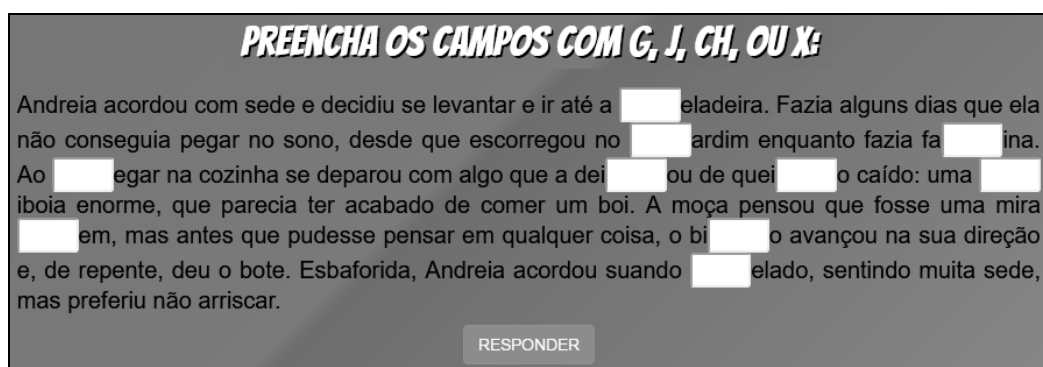 PREENCHA OS CAMPOS COM G, J, CH, OU X:
Andreia acordou com sede e decidiu se levantar e ir até a eladeira. Fazia alguns dias que ela
não conseguia pegar no sono, desde que escorregou no ardim enquanto fazia fa ina.
Ao egar na cozinha se deparou com algo que a dei ou de quei o caído: uma
iboia enorme, que parecia ter acabado de comer um boi. A moça pensou que fosse uma mira
em, mas antes que pudesse pensar em qualquer coisa, o bi o avançou na sua direção
e, de repente, deu o bote. Esbaforida, Andreia acordou suando elado, sentindo muita sede,
mas preferiu não arriscar.
RESPONDER